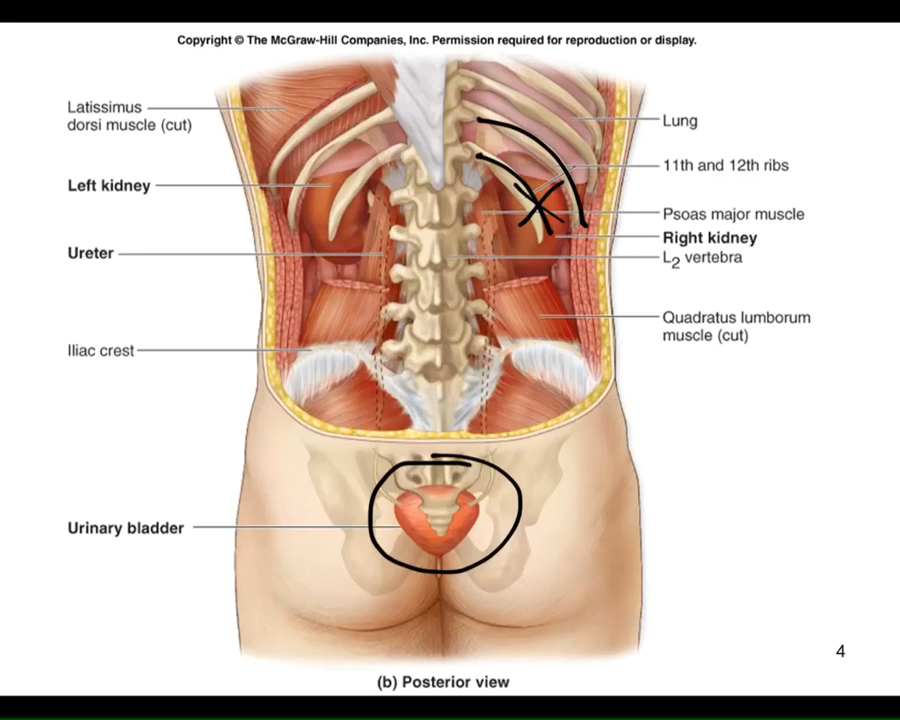 Copyright © The McGraw-Hill Companies, Inc. Permission required for reproduction or display.
Latissimus
dorsi muscle (cut)
Left kidney
Ureter
Iliac crest
Urinary bladder
Lung
11th and 12th ribs
Psoas major muscle
Right kidney
L2 vertebra
Quadratus lumborum
muscle (cut)
4
(b) Posterior view